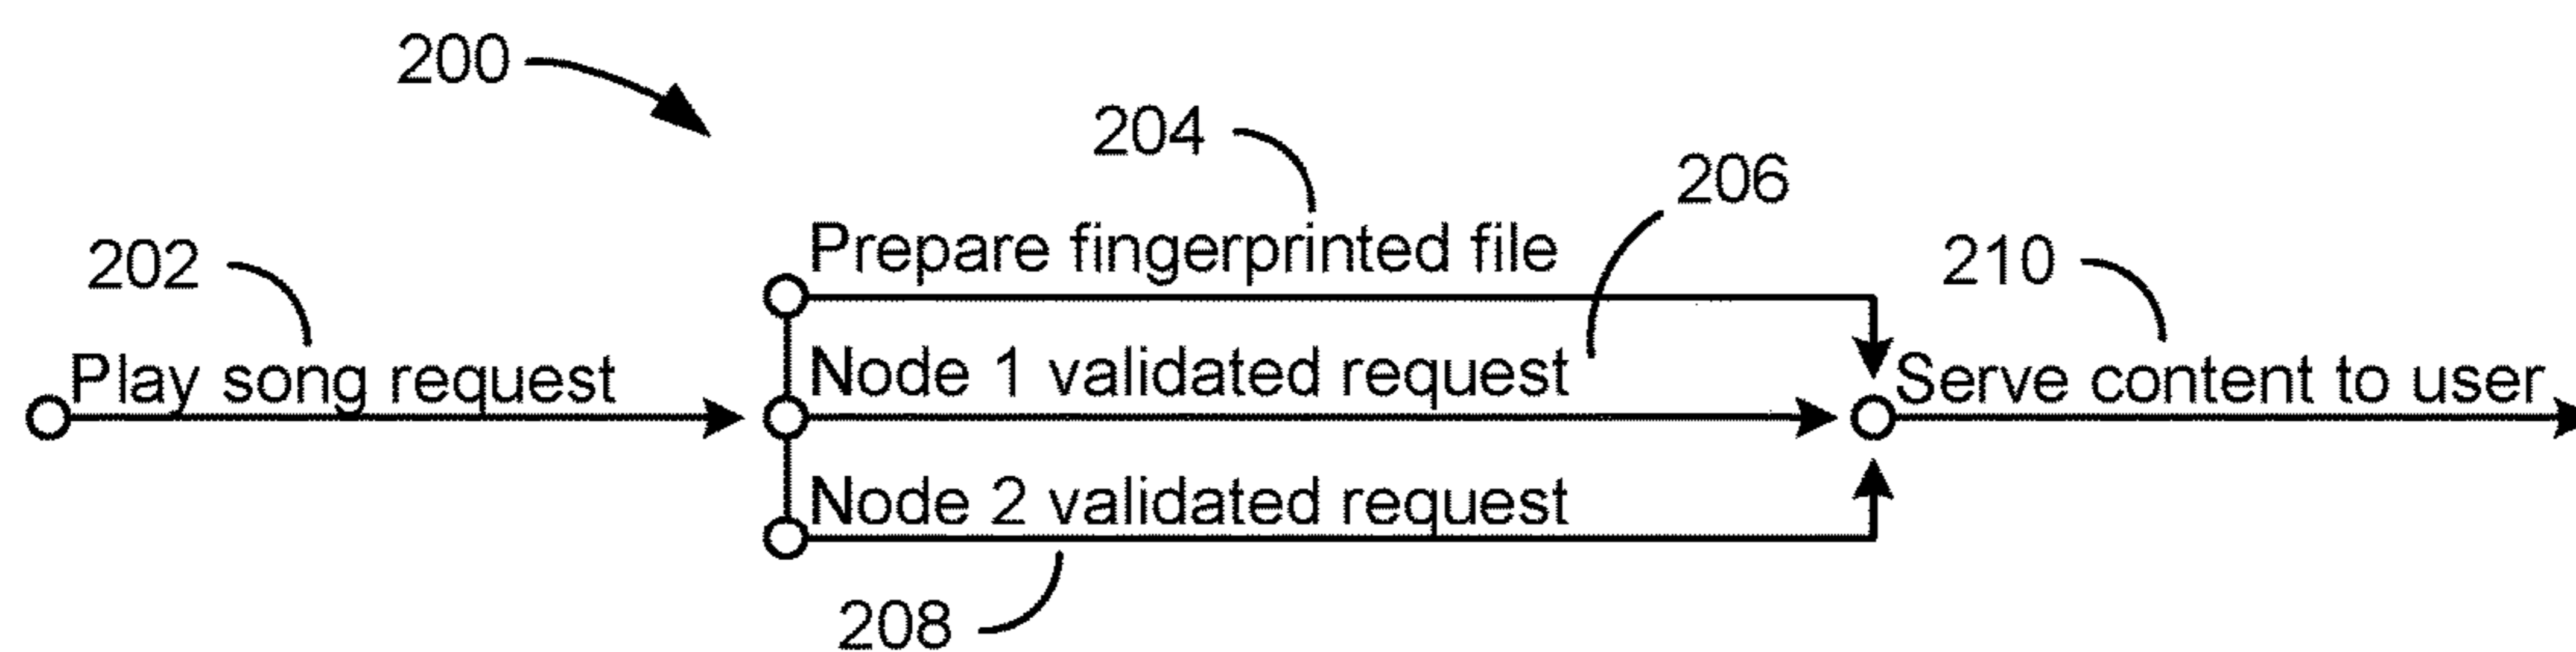 200
204
206
202
Prepare fingerprinted file
210
Play song request
Node 1 validated request
Serve content to user
Node 2 validated request
208